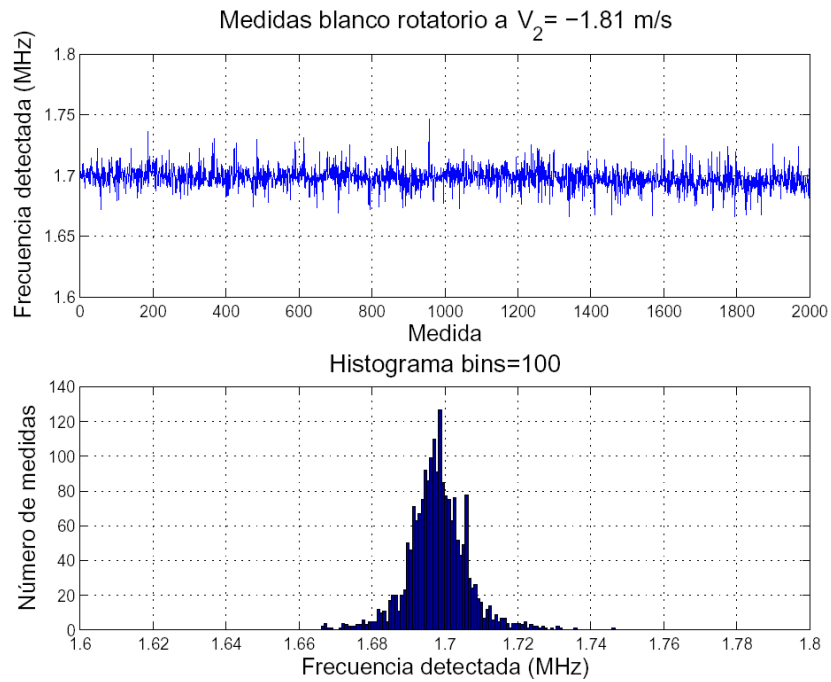 Medidas blanco rotatorio a V₂= −1.81 m/s
Frecuencia detectada (MHz)
1.8
1.75
1.7
1.65
1.6
0 200 400 600 800 1000 1200 1400 1600 1800 2000
Medida
Histograma bins=100
Número de medidas
140
120
100
80
60
40
20
0
1.6 1.62 1.64 1.66 1.68 1.7 1.72 1.74 1.76 1.78 1.8
Frecuencia detectada (MHz)